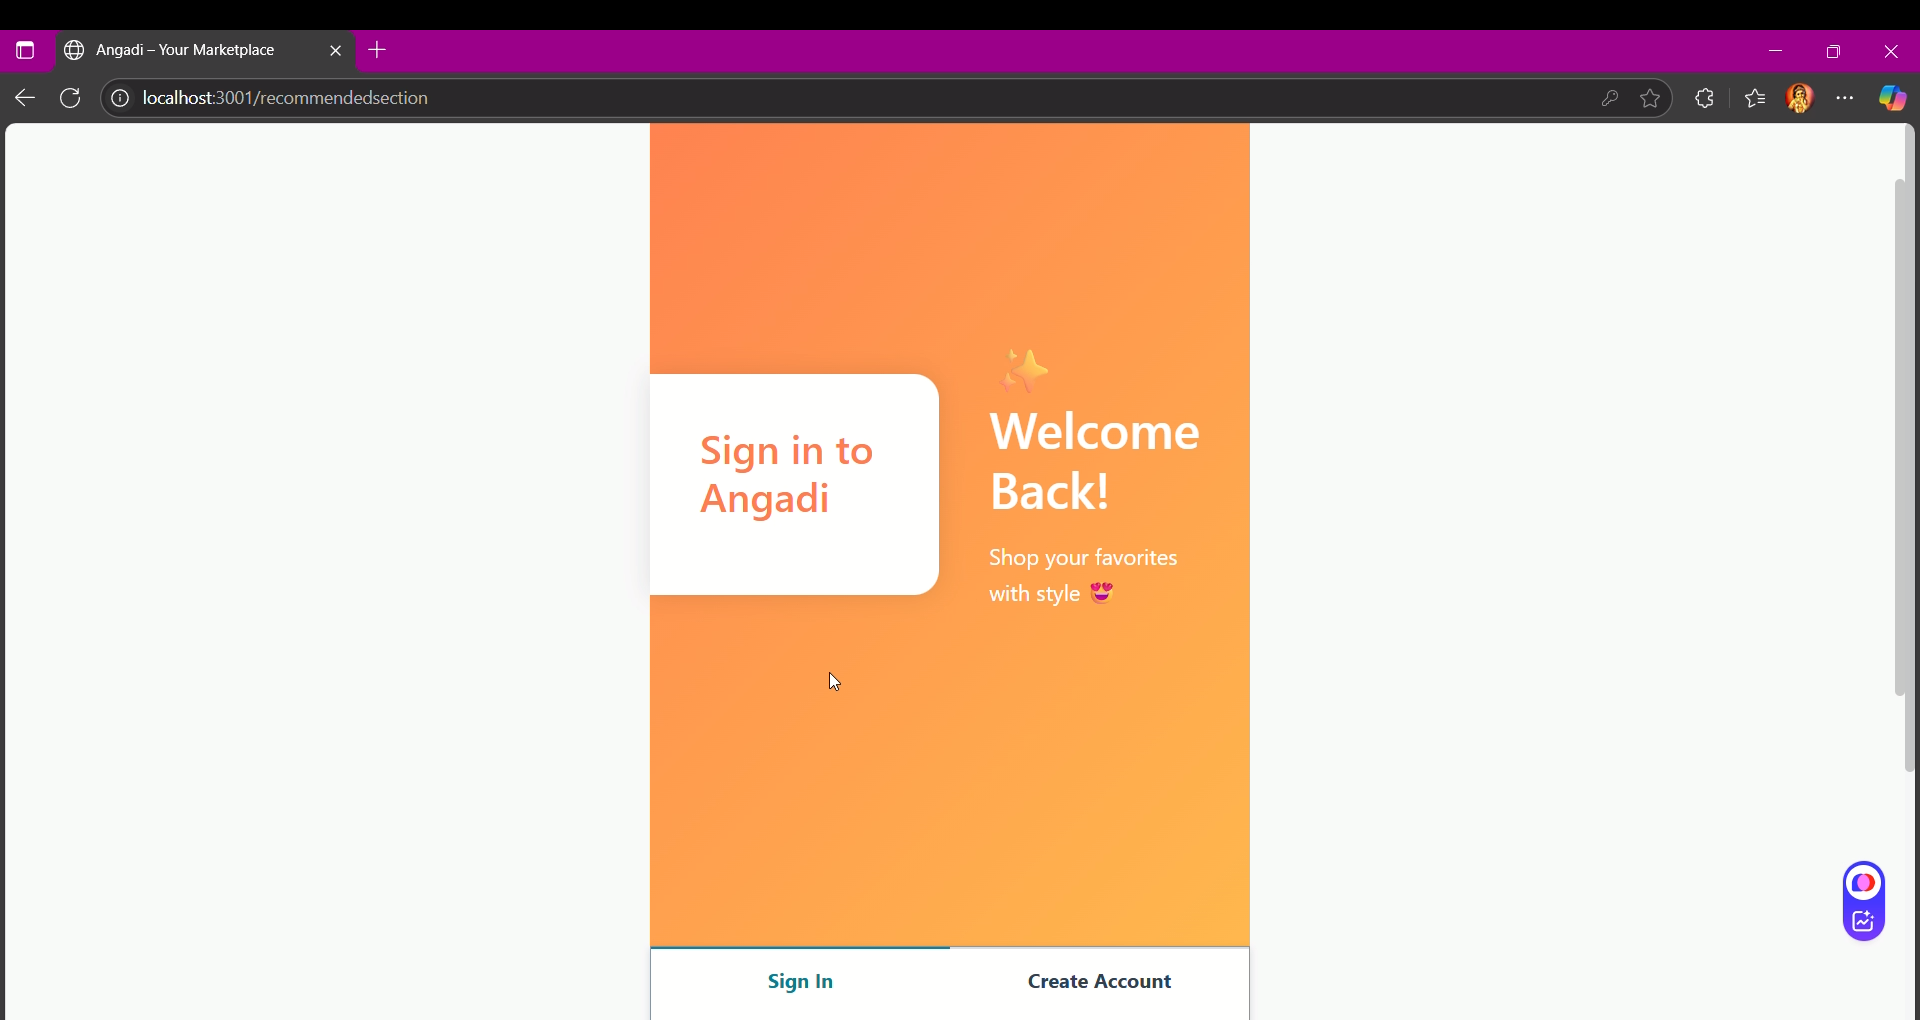 Angadi – Your Marketplace
localhost:3001/recommendedsection
Sign in to
Angadi
✨
Welcome
Back!
Shop your favorites
with style 😍
Sign In
Create Account